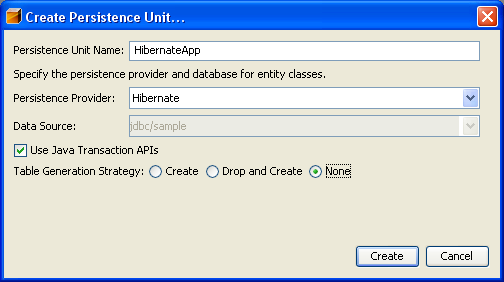 Create Persistence Unit...
Persistence Unit Name: HibernateApp
Specify the persistence provider and database for entity classes.
Persistence Provider: Hibernate
Data Source: jdbc/sample
Use Java Transaction APIs
Table Generation Strategy: Create Drop and Create None
Create Cancel